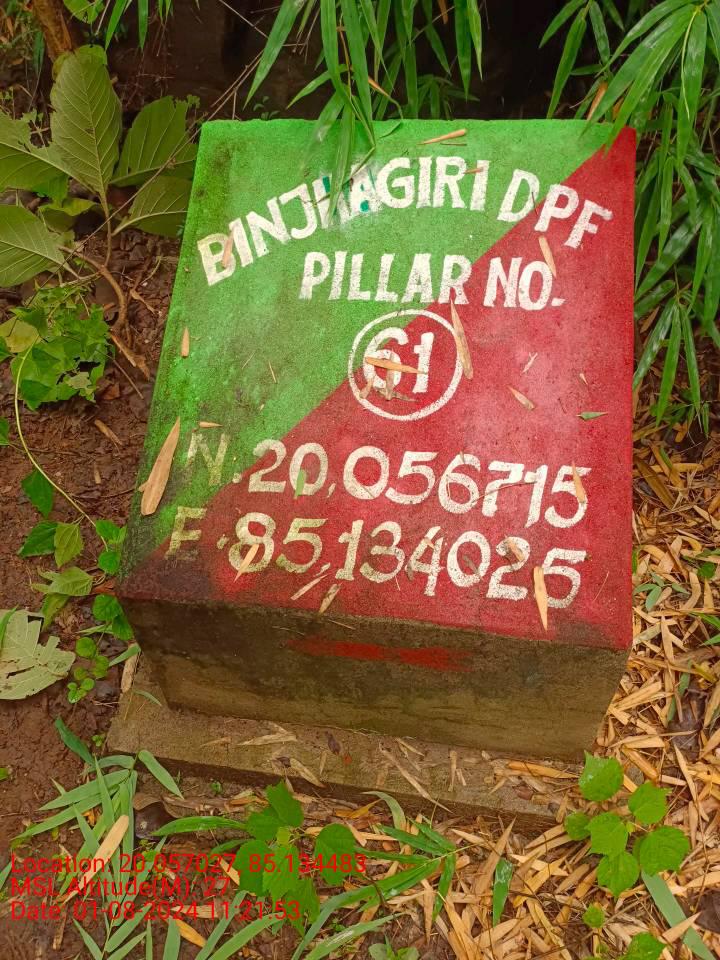 BINJHAGIRI DPF
PILLAR NO.
61
N.20.056715
E.85.134025
Location: 20.057027, 85.134483
MSL Altitude(M): 27
Date: 01-08-2024 11:21:53